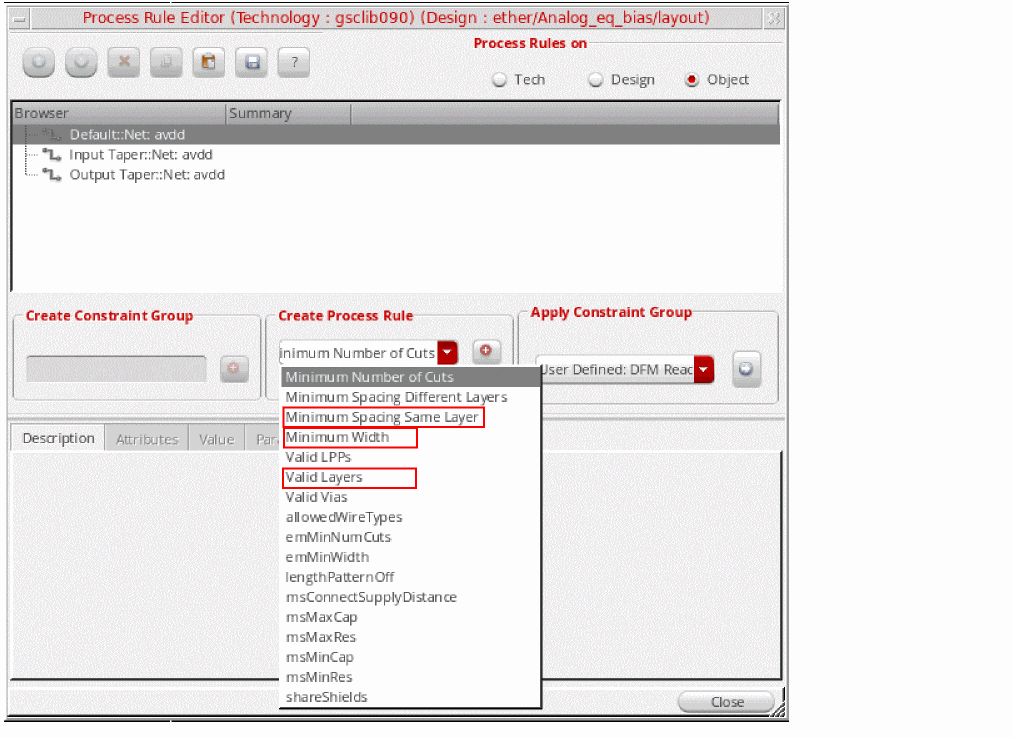 Process Rule Editor (Technology : gsclib090) (Design : ether/Analog_eq_bias/layout)
Process Rules on
?
Tech
Design
Object
Browser
Summary
Default::Net: avdd
Input Taper::Net: avdd
Output Taper::Net: avdd
Create Constraint Group
Create Process Rule
Apply Constraint Group
inimum Number of Cuts
User Defined: DFM Reac
Minimum Number of Cuts
Minimum Spacing Different Layers
Minimum Spacing Same Layer
Minimum Width
Valid LPPs
Valid Layers
Valid Vias
allowedWireTypes
emMinNumCuts
emMinWidth
lengthPatternOff
msConnectSupplyDistance
msMaxCap
msMaxRes
msMinCap
msMinRes
shareShields
Description
Attributes
Value
Par
Close